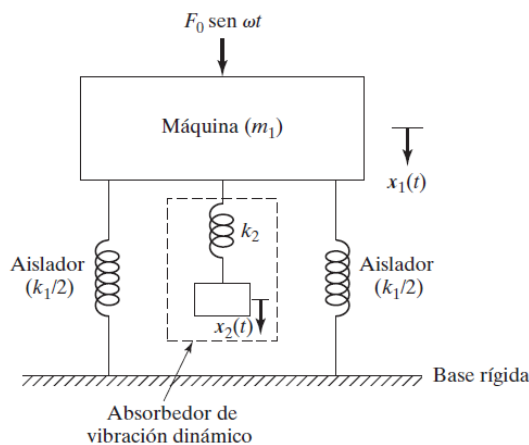 F₀ sen ωt
Máquina (m₁)
x₁(t)
k₂
Aislador
(k₁/2)
Aislador
(k₁/2)
x₂(t)
Base rígida
Absorbedor de
vibración dinámico